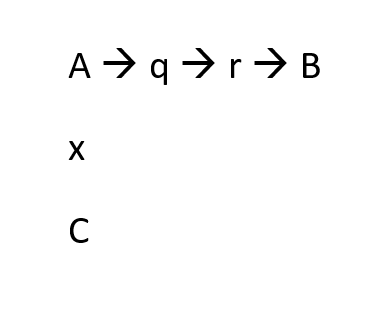 A → q → r → B
x
C